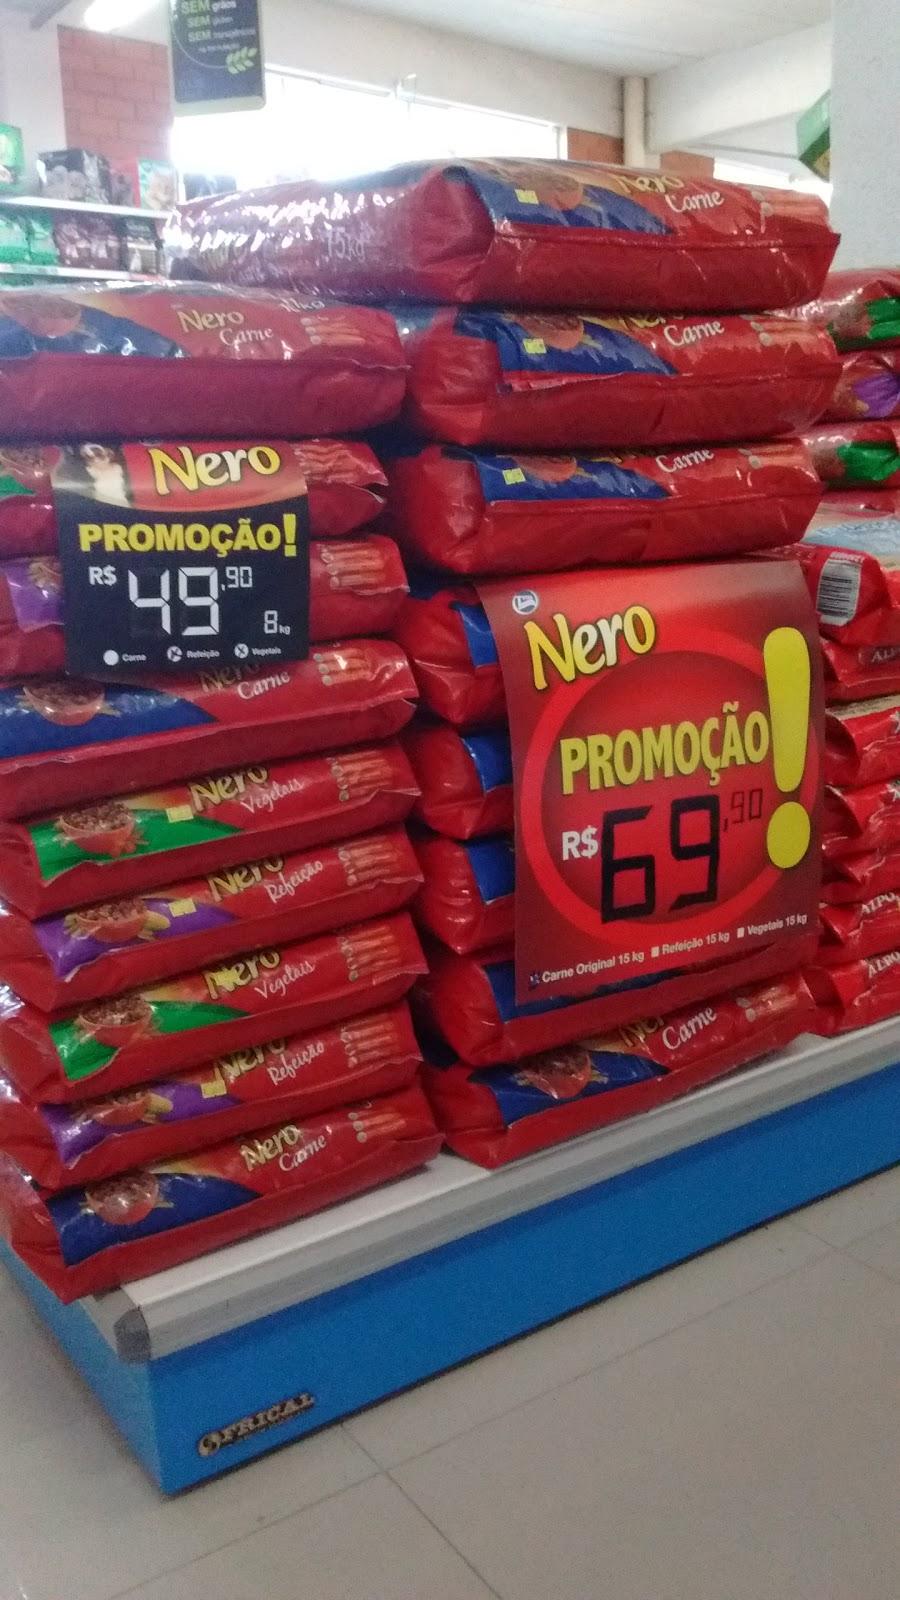 SEM grãos
SEM glúten
SEM transgênicos
Nero
Carne
15kg
Nero
Carne
Nero
Carne
Carne
Nero
PROMOÇÃO!
R$ 49,90
8kg
Carne Refeição Vegetais
Nero
PROMOÇÃO!
R$ 69,90
Carne Original 15 kg Refeição 15 kg Vegetais 15 kg
Nero
Carne
Nero
Vegetais
Nero
Refeição
Nero
Vegetais
Nero
Refeição
Nero
Carne
Carne
FRICAL